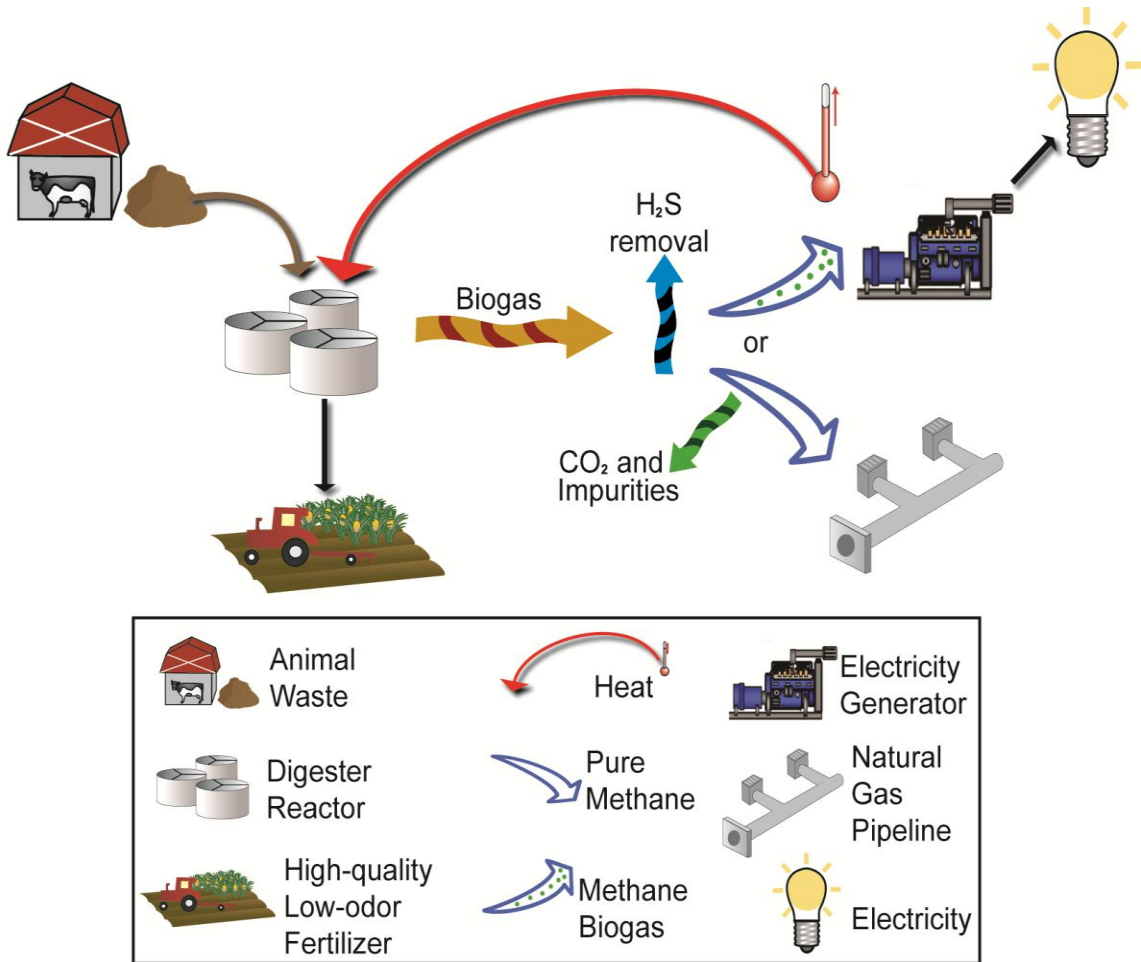 H₂S
removal
Biogas
or
CO₂ and
Impurities
Animal
Waste
Heat
Electricity
Generator
Digester
Reactor
Pure
Methane
Natural
Gas
Pipeline
High-quality
Low-odor
Fertilizer
Methane
Biogas
Electricity